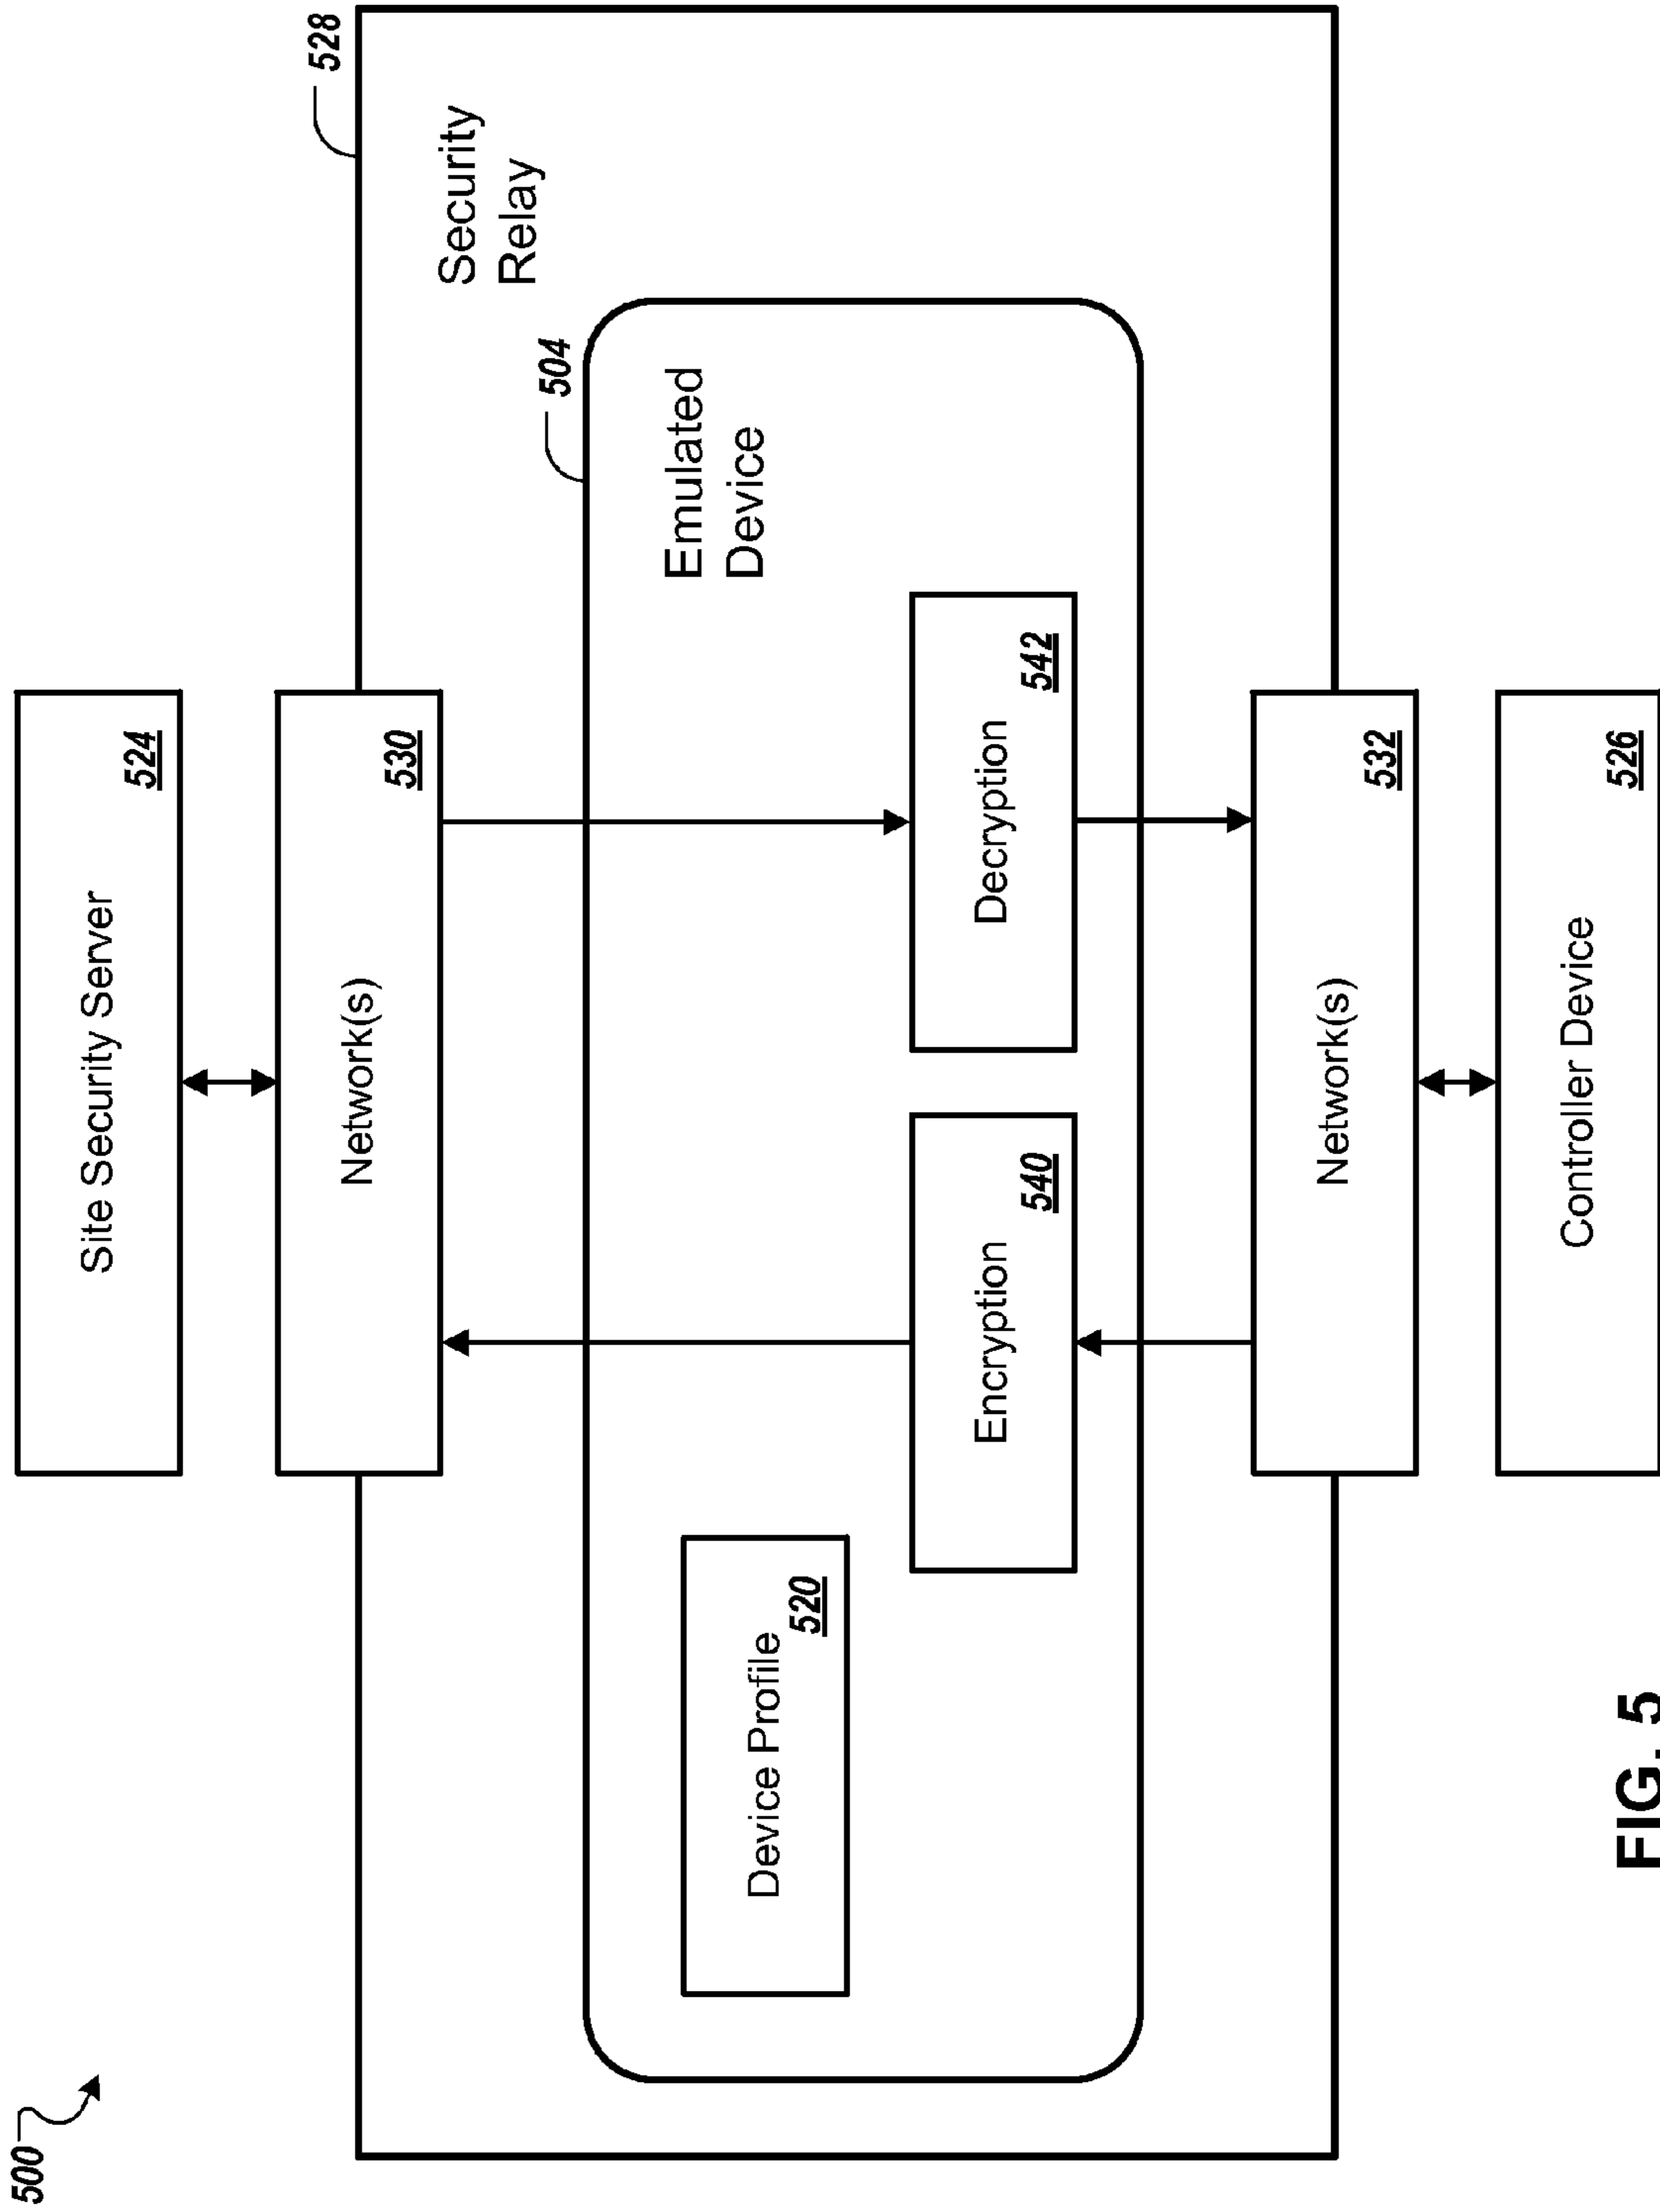 500
Site Security Server
524
528
Network(s)
530
Security
Relay
504
Emulated
Device
Device Profile
520
Encryption
540
Decryption
542
Network(s)
532
Controller Device
526
FIG. 5